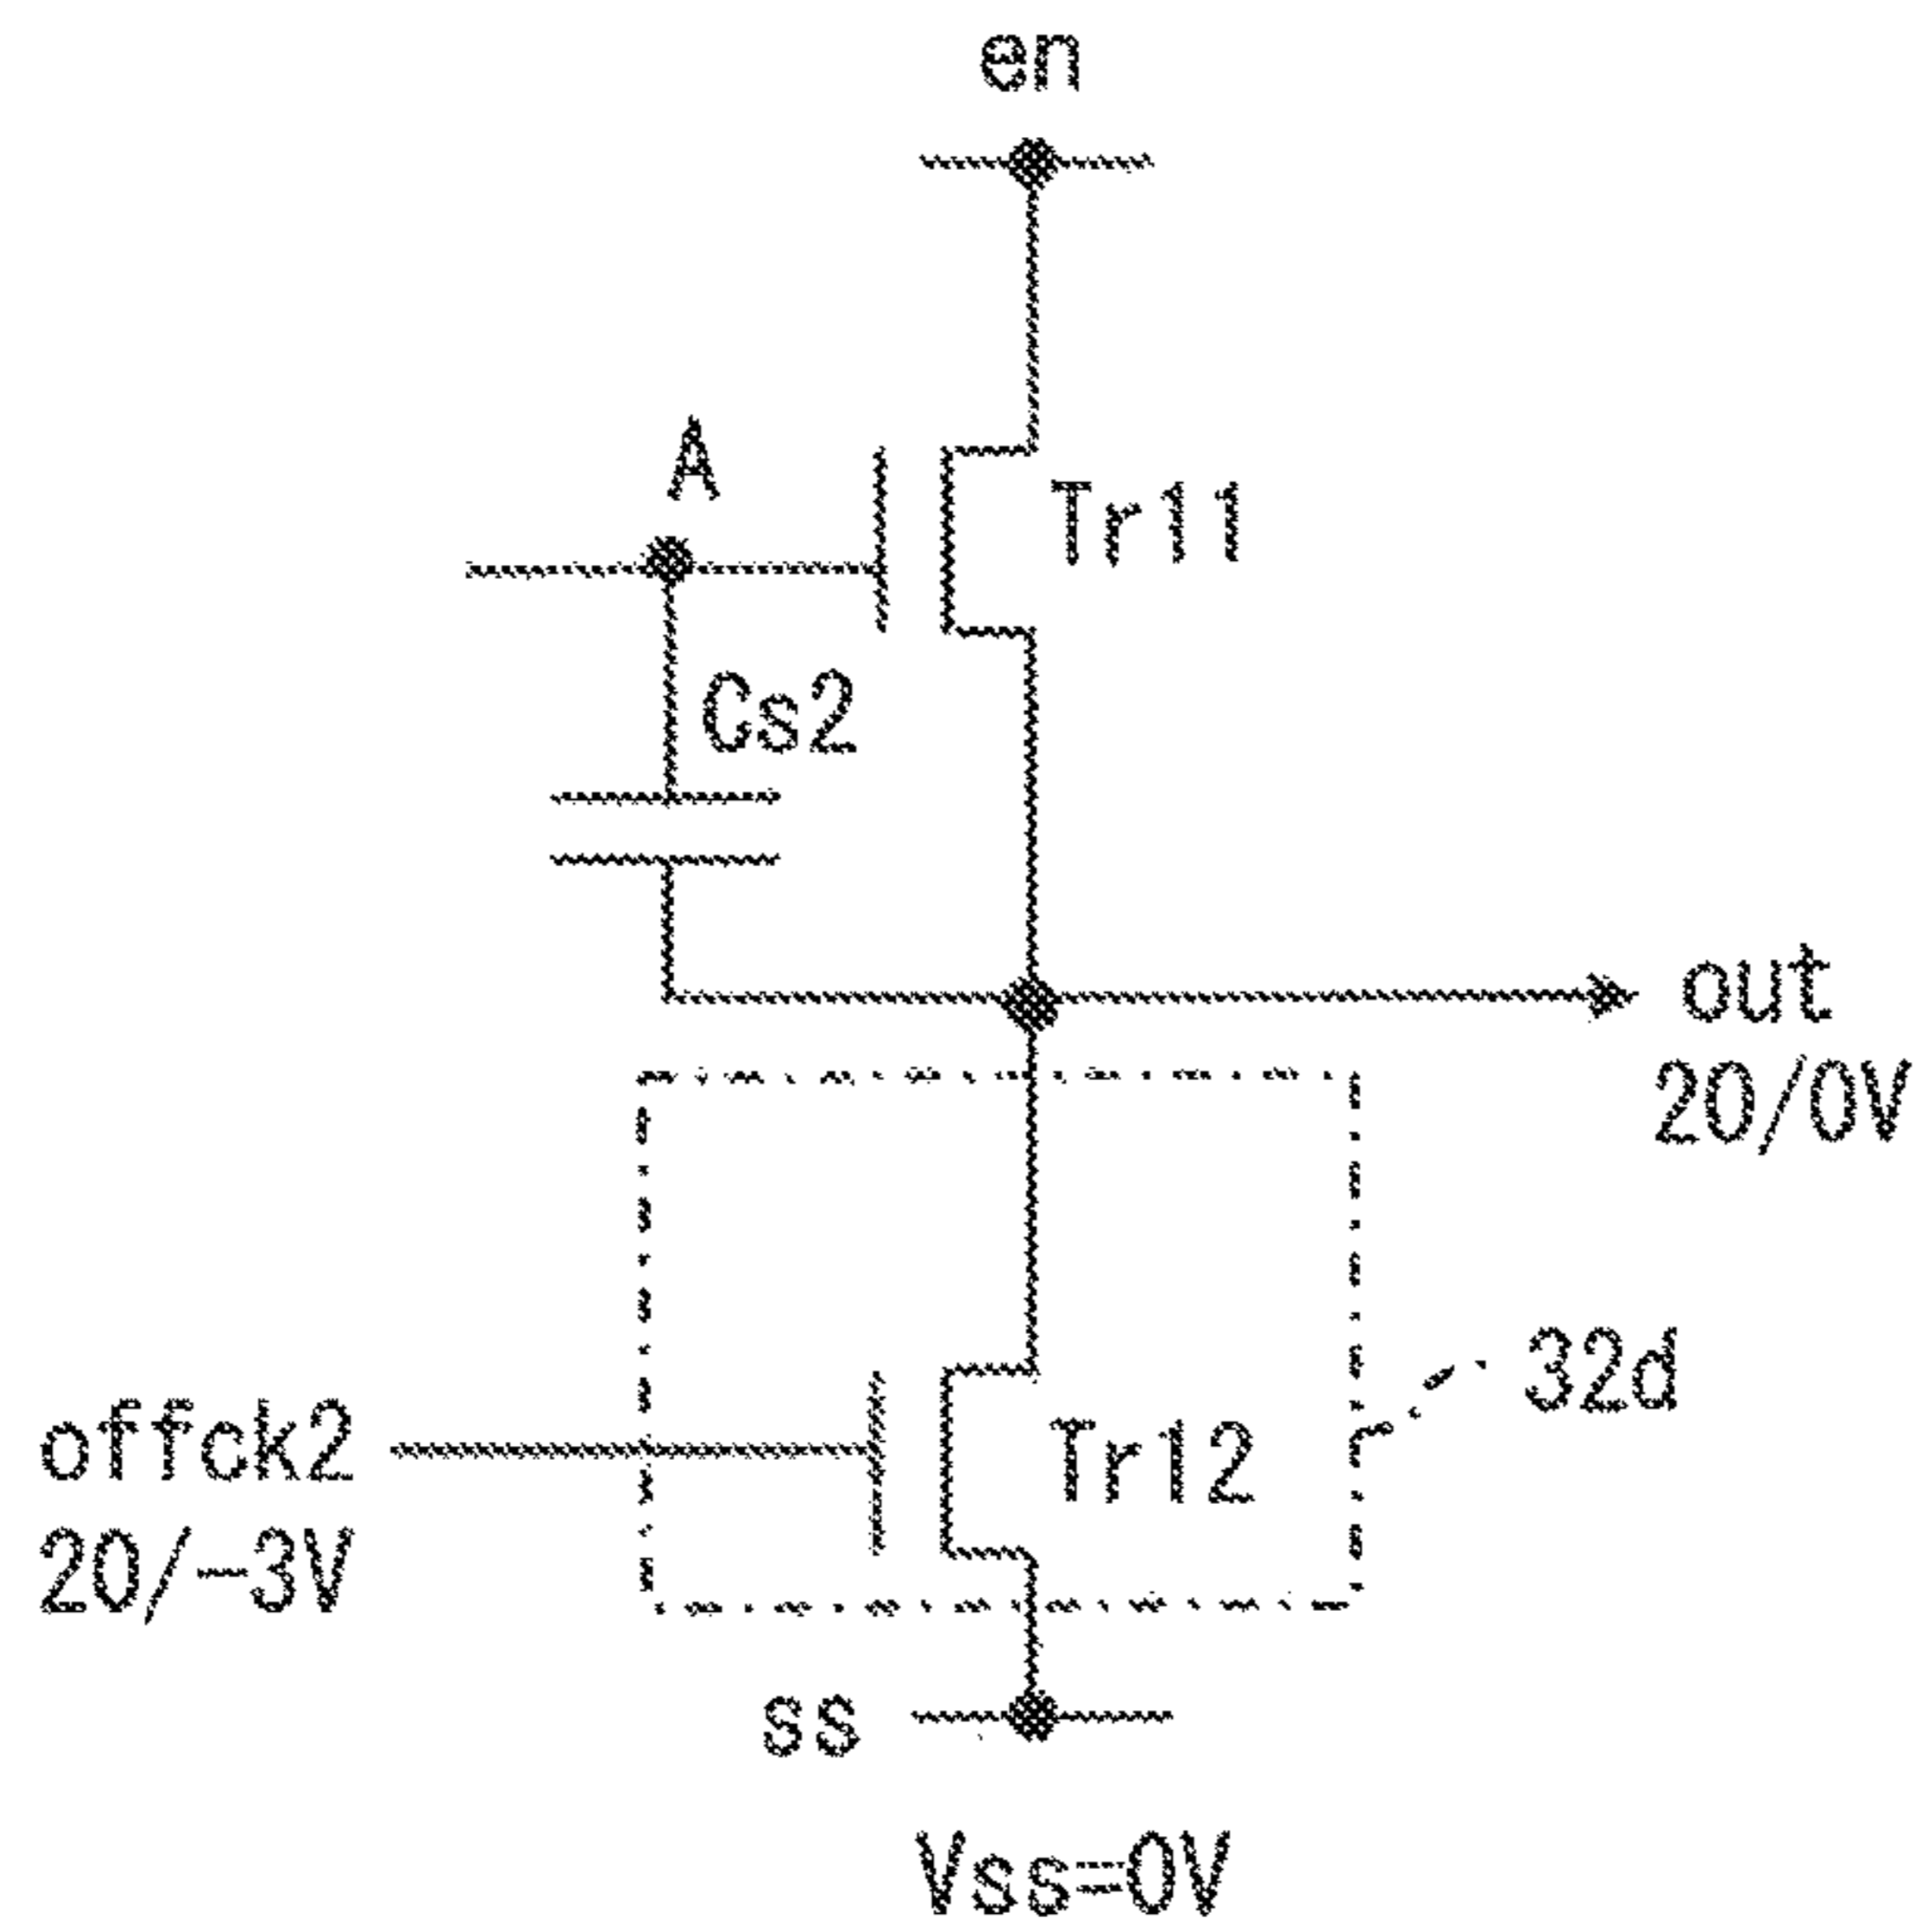 en
A
Tr11
Cs2
out
20/0V
32d
offck2
20/-3V
Tr12
ss
Vss=0V